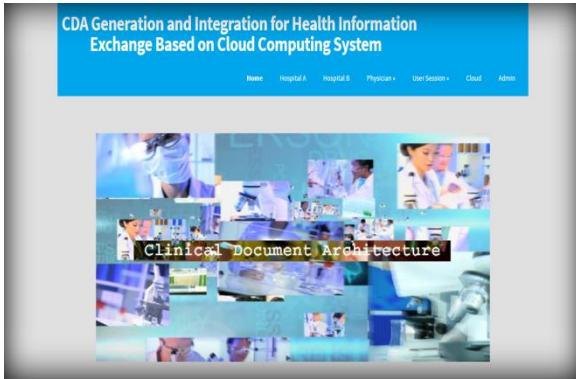 CDA Generation and Integration for Health Information
Exchange Based on Cloud Computing System
Home Hospital A Hospital B Physician User Session Cloud Admin
Clinical Document Architecture